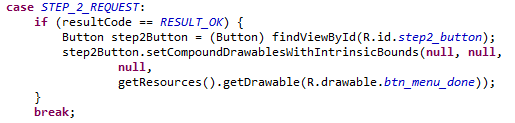 case STEP_2_REQUEST:
    if (resultCode == RESULT_OK) {
        Button step2Button = (Button) findViewById(R.id.step2_button);
        step2Button.setCompoundDrawablesWithIntrinsicBounds(null, null,
                null,
                getResources().getDrawable(R.drawable.btn_menu_done));
    }
    break;